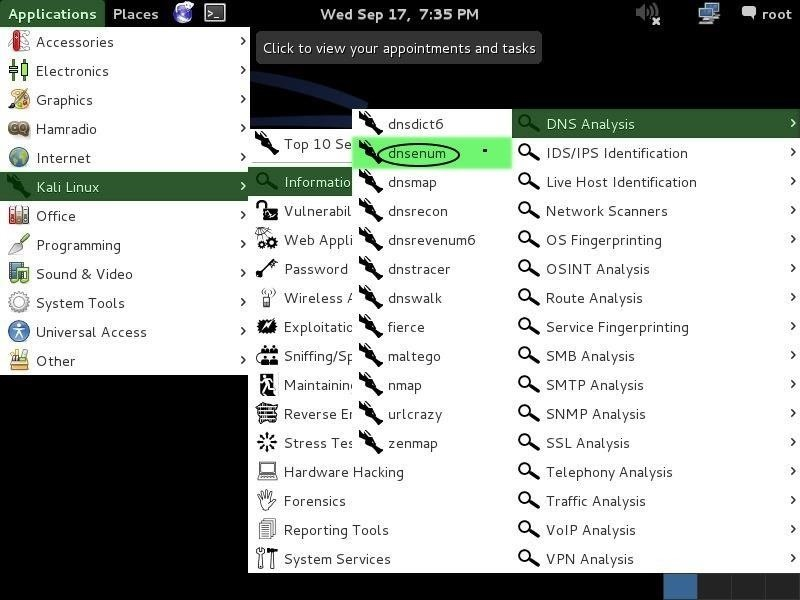 Applications Places Wed Sep 17, 7:35 PM root
Click to view your appointments and tasks
Accessories
Electronics
Graphics
Hamradio
Internet
Kali Linux
Office
Programming
Sound & Video
System Tools
Universal Access
Other
Top 10 Se
Informatio
Vulnerabil
Web Appli
Password
Wireless A
Exploitatio
Sniffing/Sp
Maintainin
Reverse En
Stress Tes
Hardware Hacking
Forensics
Reporting Tools
System Services
dnsdict6
dnsenum
dnsmap
dnsrecon
dnsrevenum6
dnstracer
dnswalk
fierce
maltego
nmap
urlcrazy
zenmap
DNS Analysis
IDS/IPS Identification
Live Host Identification
Network Scanners
OS Fingerprinting
OSINT Analysis
Route Analysis
Service Fingerprinting
SMB Analysis
SMTP Analysis
SNMP Analysis
SSL Analysis
Telephony Analysis
Traffic Analysis
VoIP Analysis
VPN Analysis